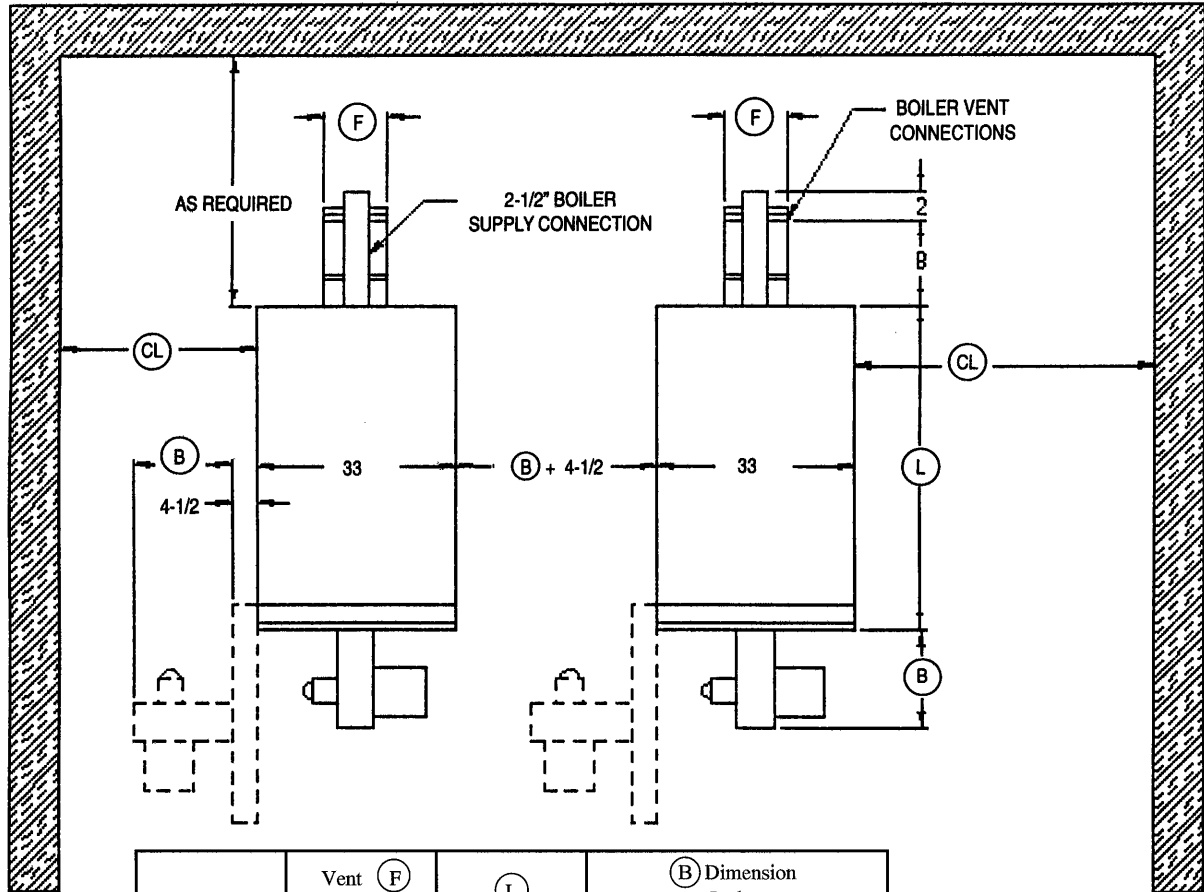 F
F
BOILER VENT
CONNECTIONS
AS REQUIRED
2-1/2" BOILER
SUPPLY CONNECTION
2
8
CL
CL
B
33
B + 4-1/2
33
L
4-1/2
B
Vent F
L
B Dimension